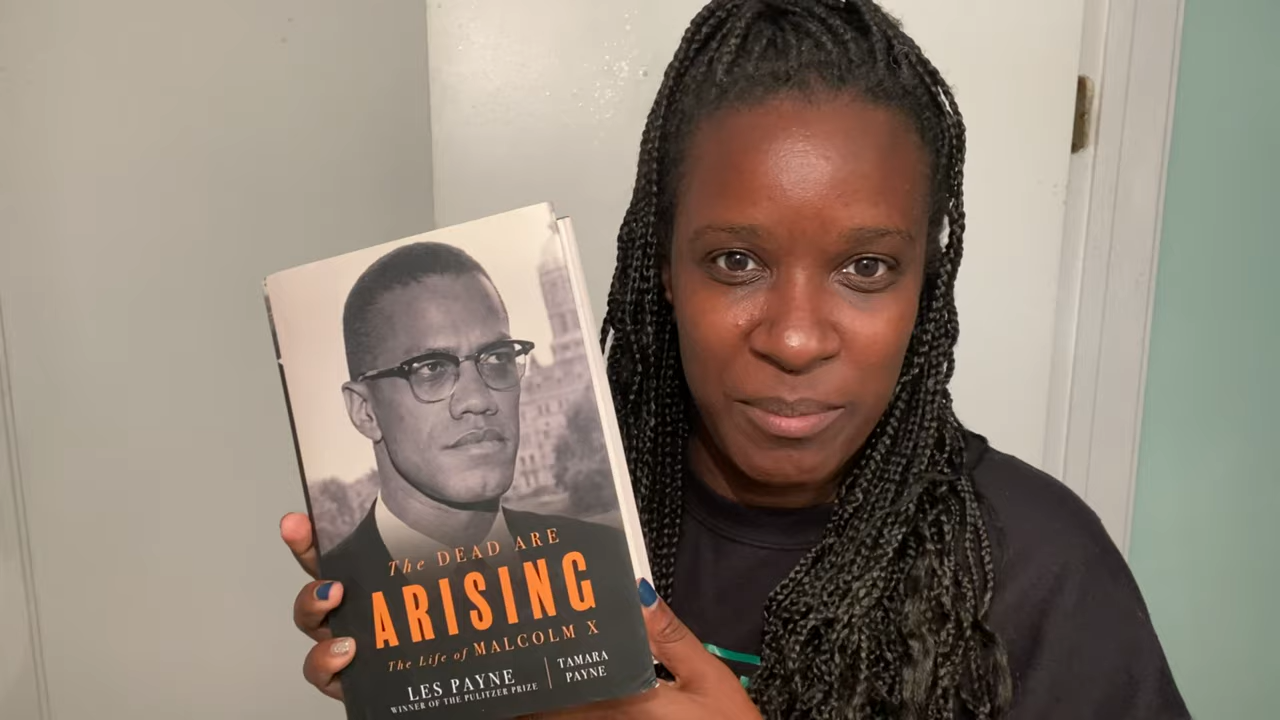 The DEAD ARE
ARISING
The Life of MALCOLM X
LES PAYNE
WINNER OF THE PULITZER PRIZE
TAMARA
PAYNE